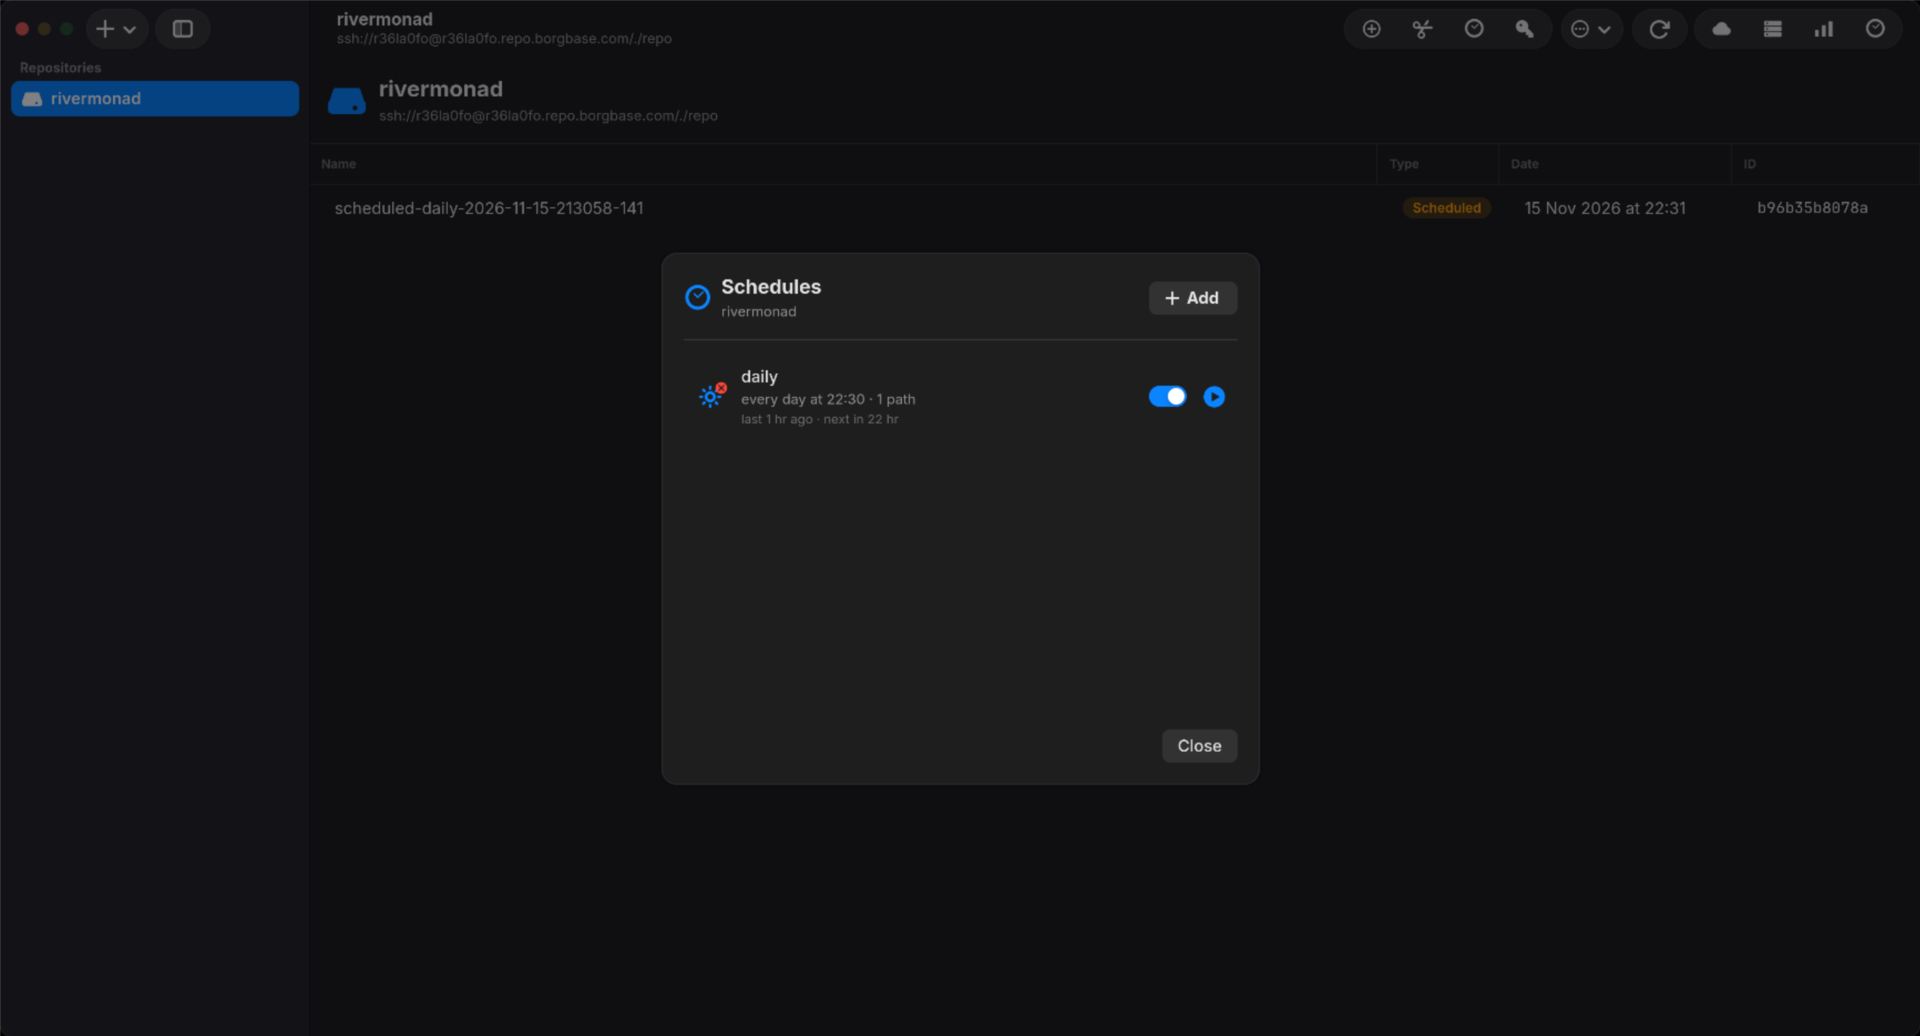 rivermonad
ssh://r36la0fo@r36la0fo.repo.borgbase.com/./repo
Repositories
rivermonad
rivermonad
ssh://r36la0fo@r36la0fo.repo.borgbase.com/./repo
Name
Type
Date
ID
scheduled-daily-2026-11-15-213058-141
Scheduled
15 Nov 2026 at 22:31
b96b35b8078a
Schedules
rivermonad
Add
daily
every day at 22:30 · 1 path
last 1 hr ago · next in 22 hr
Close